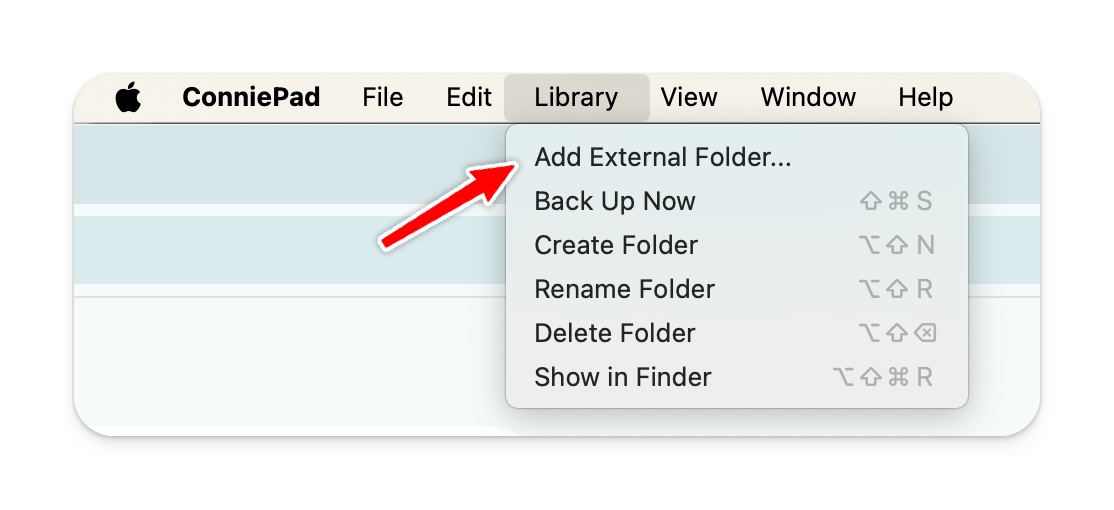 ConniePad File Edit Library View Window Help
Add External Folder...
Back Up Now ⇧⌘S
Create Folder ⌥⇧N
Rename Folder ⌥⇧R
Delete Folder ⌥⇧⌫
Show in Finder ⌥⇧⌘R